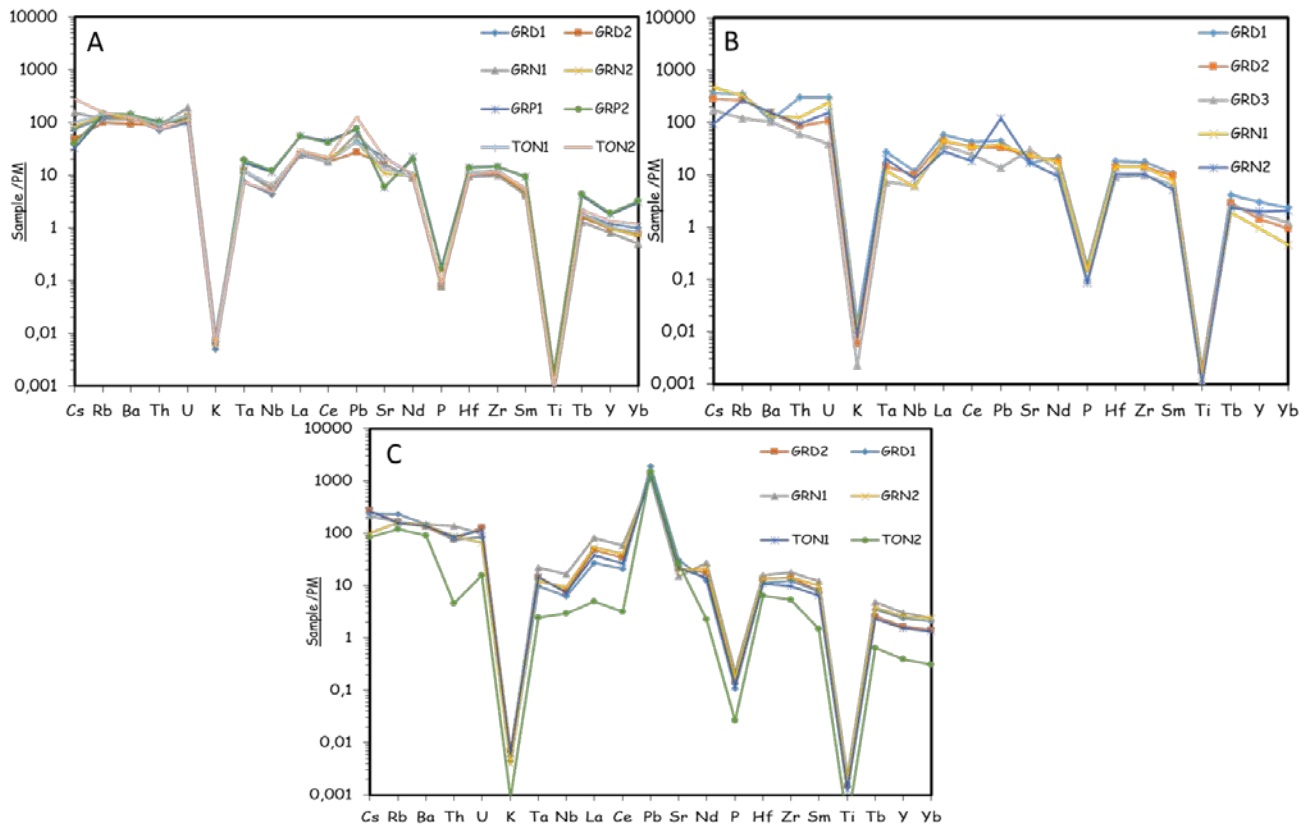 A
10000
1000
100
10
1
0,1
0,01
0,001
Sample /PM
GRD1 GRD2
GRN1 GRN2
GRP1 GRP2
TON1 TON2
Cs Rb Ba Th U K Ta Nb La Ce Pb Sr Nd P Hf Zr Sm Ti Tb Y Yb
B
10000
1000
100
10
1
0,1
0,01
0,001
Sample /PM
GRD1
GRD2
GRD3
GRN1
GRN2
Cs Rb Ba Th U K Ta Nb La Ce Pb Sr Nd P Hf Zr Sm Ti Tb Y Yb
C
10000
1000
100
10
1
0,1
0,01
0,001
Sample /PM
GRD2 GRD1
GRN1 GRN2
TON1 TON2
Cs Rb Ba Th U K Ta Nb La Ce Pb Sr Nd P Hf Zr Sm Ti Tb Y Yb